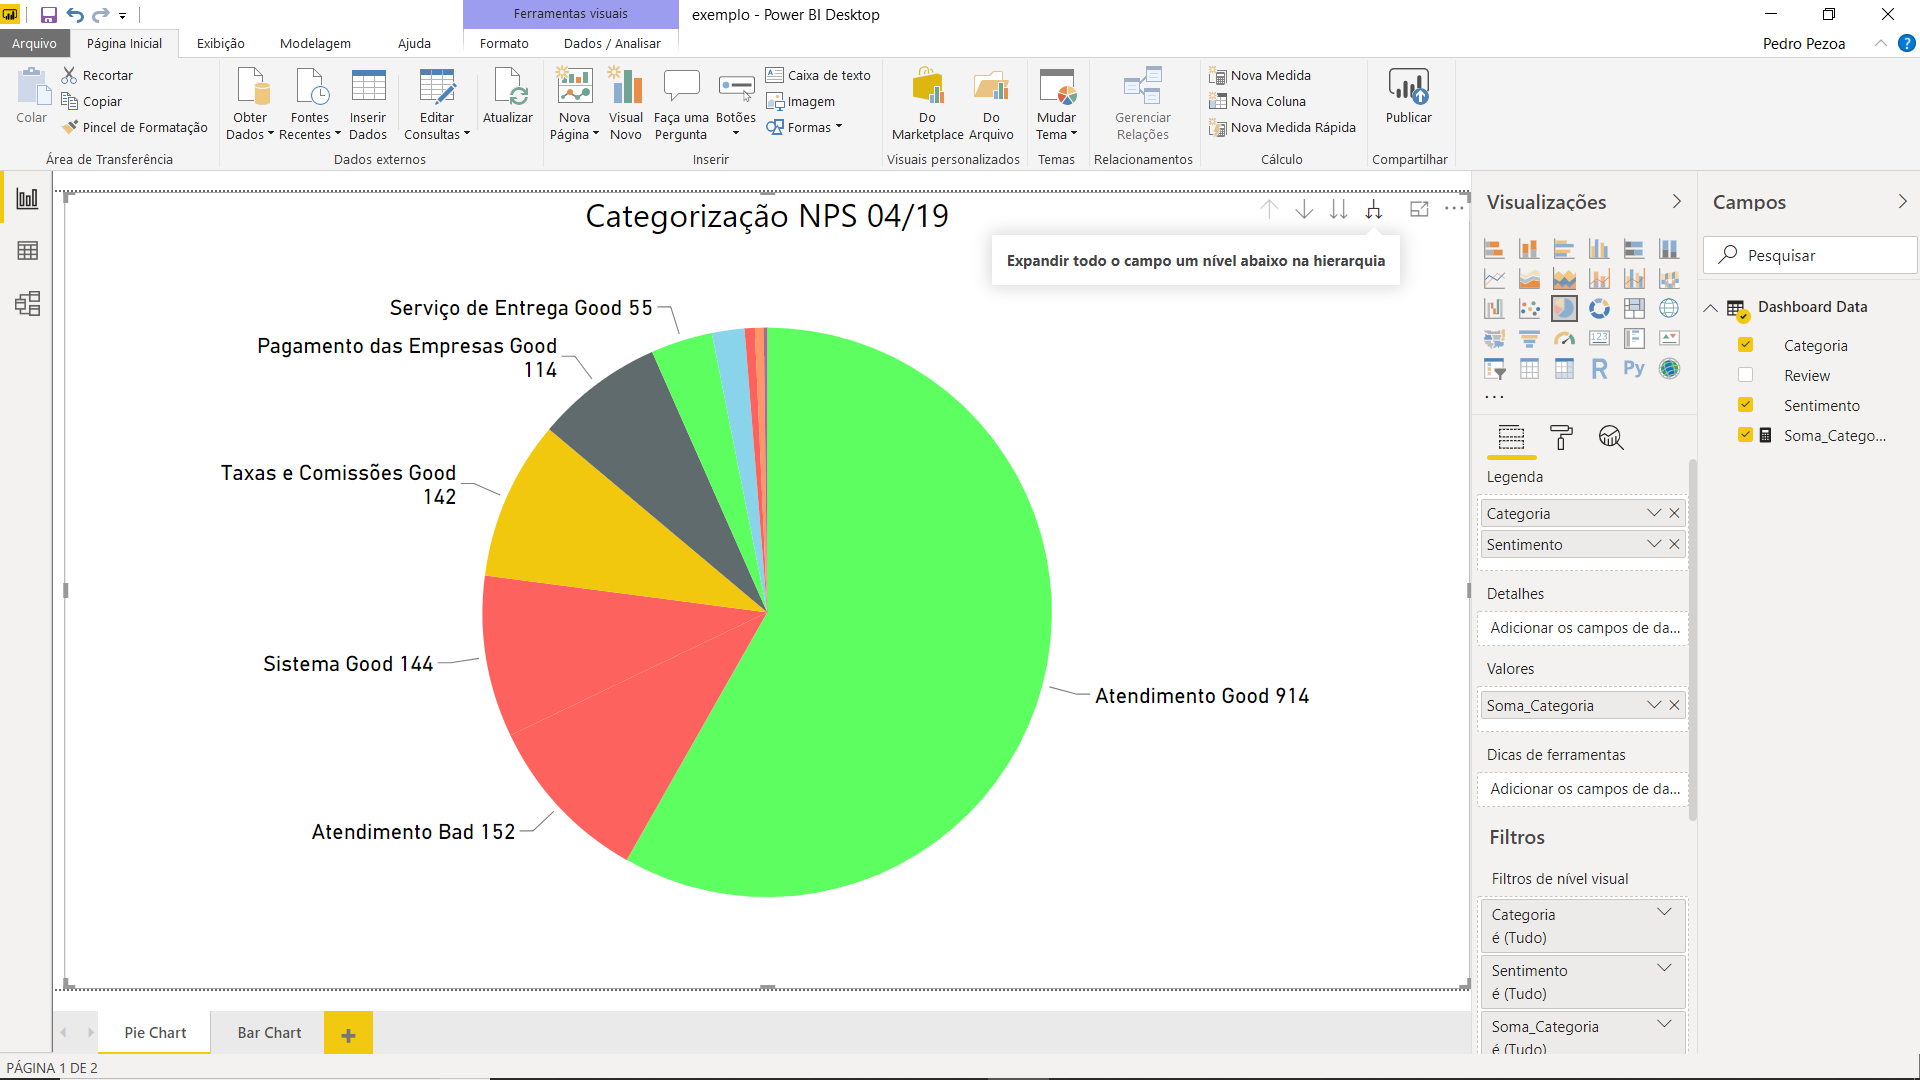 Ferramentas visuais
exemplo - Power BI Desktop
Arquivo
Página Inicial
Exibição
Modelagem
Ajuda
Formato
Dados / Analisar
Pedro Pezoa
?
Colar
Recortar
Copiar
Pincel de Formatação
Área de Transferência
Obter
Dados
Fontes
Recentes
Inserir
Dados
Editar
Consultas
Atualizar
Dados externos
Nova
Página
Visual
Novo
Faça uma
Pergunta
Botões
Caixa de texto
Imagem
Formas
Inserir
Do
Marketplace
Do
Arquivo
Visuais personalizados
Mudar
Tema
Temas
Gerenciar
Relações
Relacionamentos
Nova Medida
Nova Coluna
Nova Medida Rápida
Cálculo
Publicar
Compartilhar
Categorização NPS 04/19
Expandir todo o campo um nível abaixo na hierarquia
Serviço de Entrega Good 55
Pagamento das Empresas Good
114
Taxas e Comissões Good
142
Sistema Good 144
Atendimento Bad 152
Atendimento Good 914
Visualizações
123
R
Py
Legenda
Categoria
Sentimento
Detalhes
Adicionar os campos de da...
Valores
Soma_Categoria
Dicas de ferramentas
Adicionar os campos de da...
Filtros
Filtros de nível visual
Categoria
é (Tudo)
Sentimento
é (Tudo)
Soma_Categoria
é (Tudo)
Campos
Pesquisar
Dashboard Data
Categoria
Review
Sentimento
Soma_Catego...
Pie Chart
Bar Chart
PÁGINA 1 DE 2